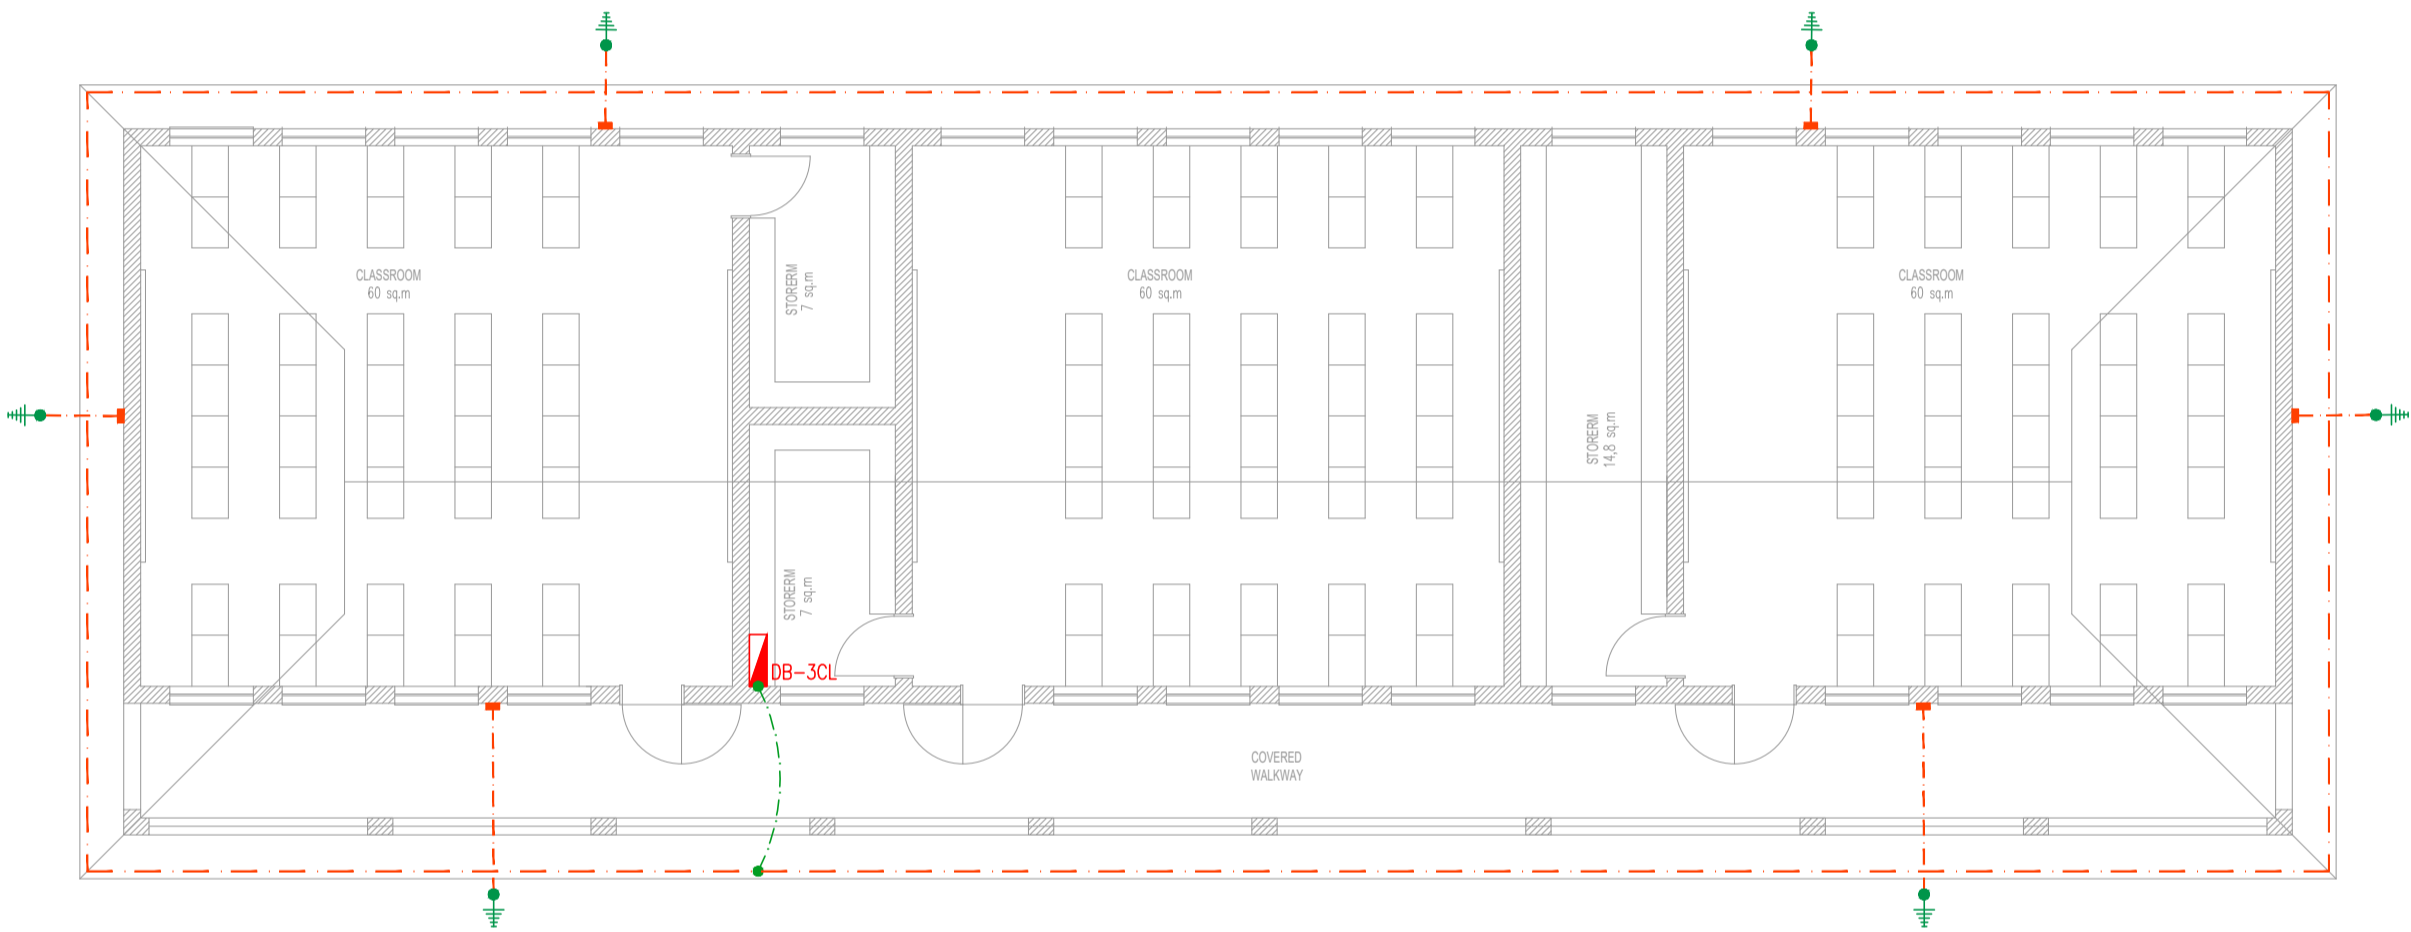 CLASSROOM
60 sq.m
STORERM
7 sq.m
CLASSROOM
60 sq.m
CLASSROOM
60 sq.m
STORERM
14,8 sq.m
STORERM
7 sq.m
DB-3CL
COVERED
WALKWAY